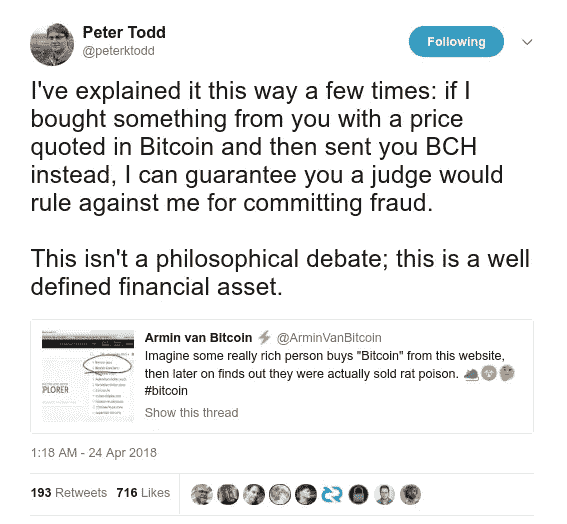 Peter Todd
@peterktodd
Following
I've explained it this way a few times: if I
bought something from you with a price
quoted in Bitcoin and then sent you BCH
instead, I can guarantee you a judge would
rule against me for committing fraud.
This isn't a philosophical debate; this is a well
defined financial asset.
PLORER
Armin van Bitcoin ⚡ @ArminVanBitcoin
Imagine some really rich person buys "Bitcoin" from this website,
then later on finds out they were actually sold rat poison.
#bitcoin
Show this thread
1:18 AM - 24 Apr 2018
193 Retweets 716 Likes